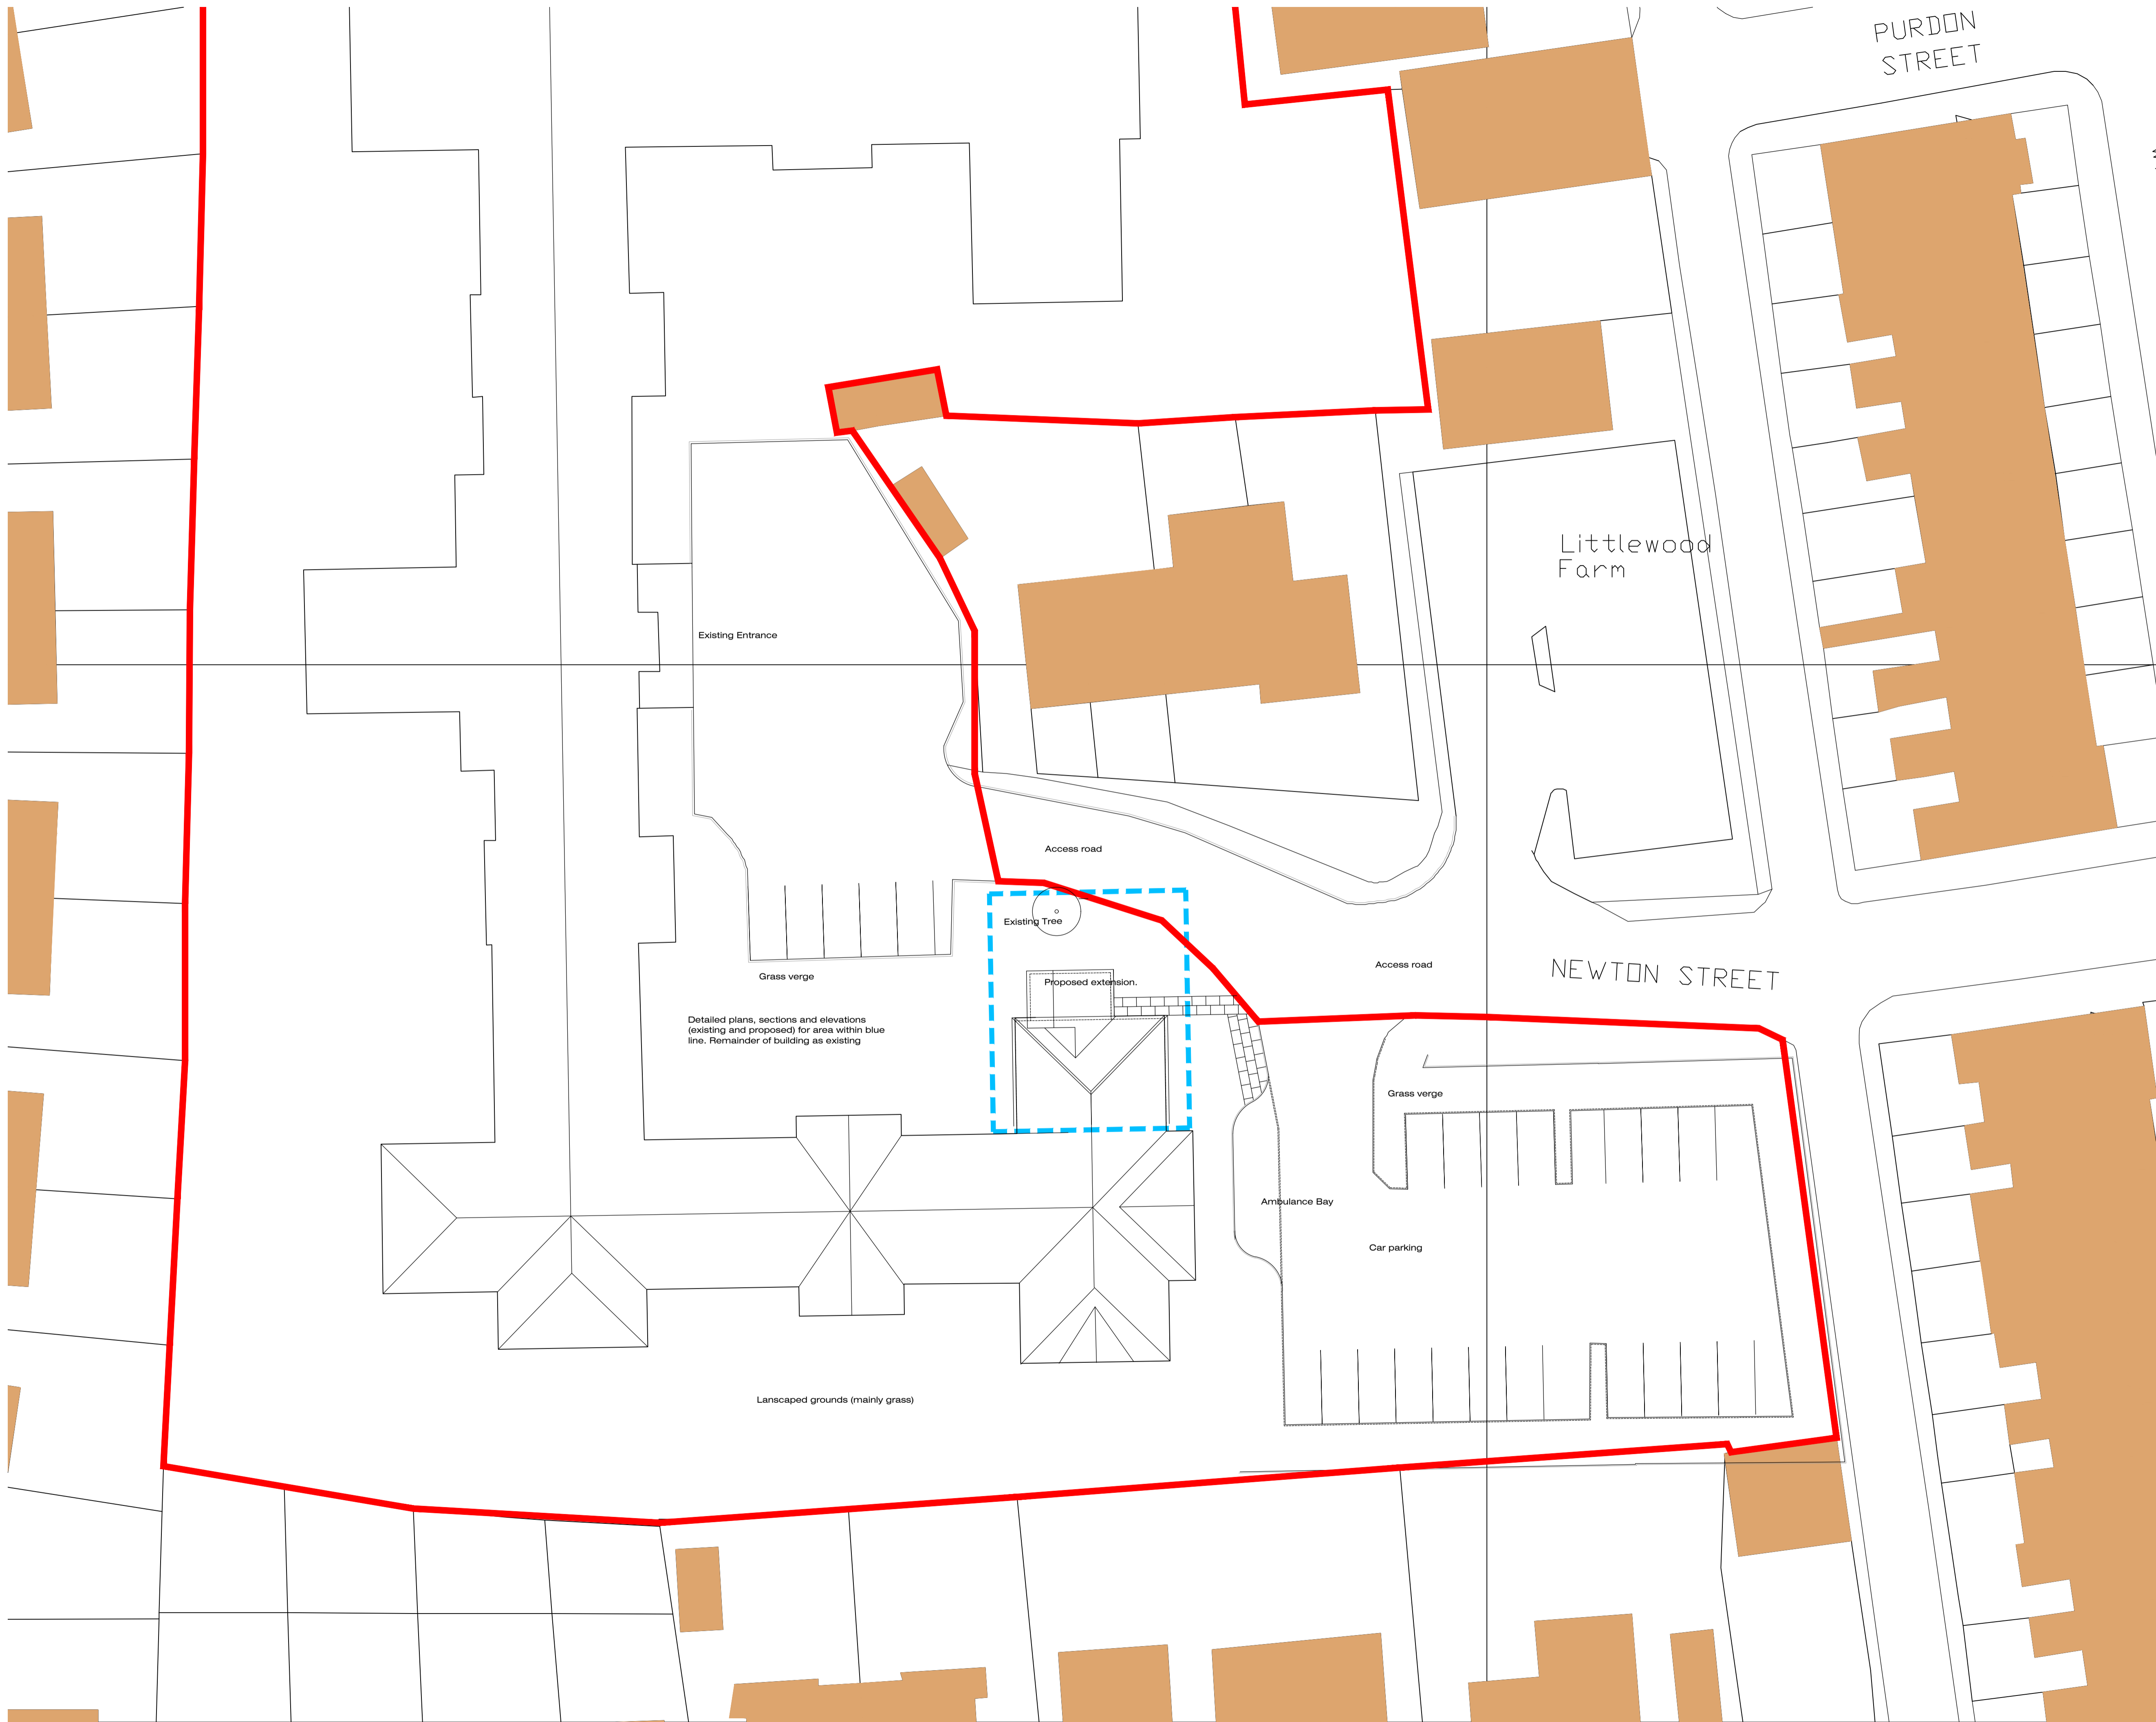 PURDON
STREET
Littlewood
Farm
Existing Entrance
Access road
Existing Tree
Access road
NEWTON STREET
Grass verge
Proposed extension.
Detailed plans, sections and elevations
(existing and proposed) for area within blue
line. Remainder of building as existing
Grass verge
Ambulance Bay
Car parking
Lanscaped grounds (mainly grass)